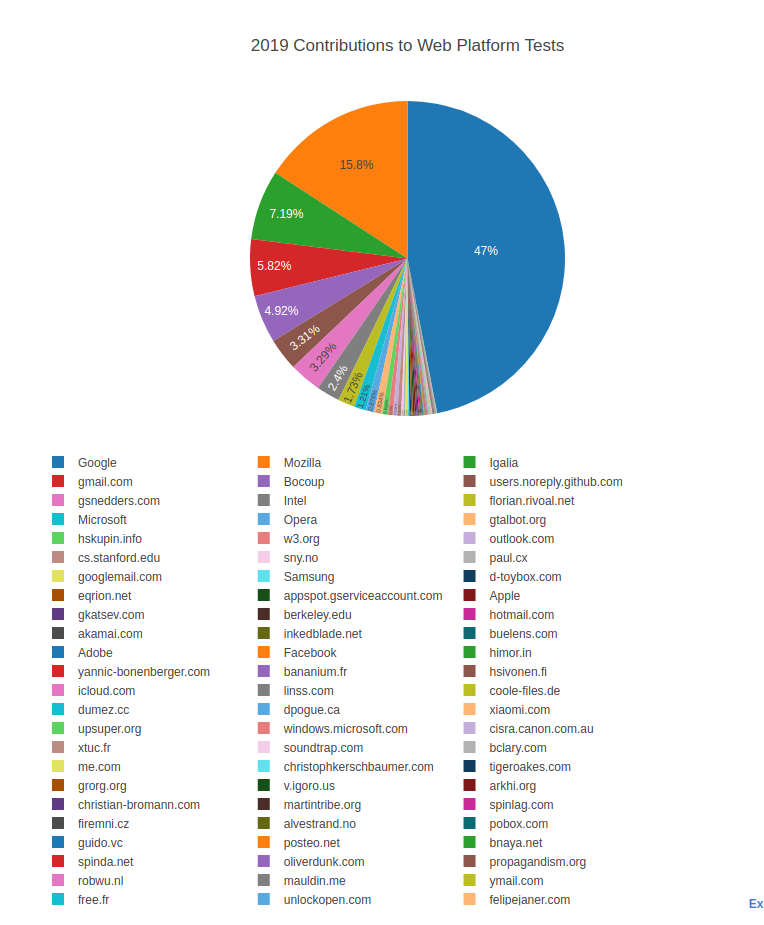 2019 Contributions to Web Platform Tests
15.8%
47%
7.19%
5.82%
4.92%
3.31%
3.29%
2.4%
1.73%
1.21%
Google Mozilla Igalia
gmail.com Bocoup users.noreply.github.com
gsnedders.com Intel florian.rivoal.net
Microsoft Opera gtalbot.org
hskupin.info w3.org outlook.com
cs.stanford.edu sny.no paul.cx
googlemail.com Samsung d-toybox.com
eqrion.net appspot.gserviceaccount.com Apple
gkatsev.com berkeley.edu hotmail.com
akamai.com inkedblade.net buelens.com
Adobe Facebook himor.in
yannic-bonenberger.com bananium.fr hsivonen.fi
icloud.com linss.com coole-files.de
dumez.cc dpogue.ca xiaomi.com
upsuper.org windows.microsoft.com cisra.canon.com.au
xtuc.fr soundtrap.com bclary.com
me.com christophkerschbaumer.com tigeroakes.com
grorg.org v.igoro.us arkhi.org
christian-bromann.com martintribe.org spinlag.com
firemni.cz alvestrand.no pobox.com
guido.vc posteo.net bnaya.net
spinda.net oliverdunk.com propagandism.org
robwu.nl mauldin.me ymail.com
free.fr unlockopen.com felipejaner.com
Ex